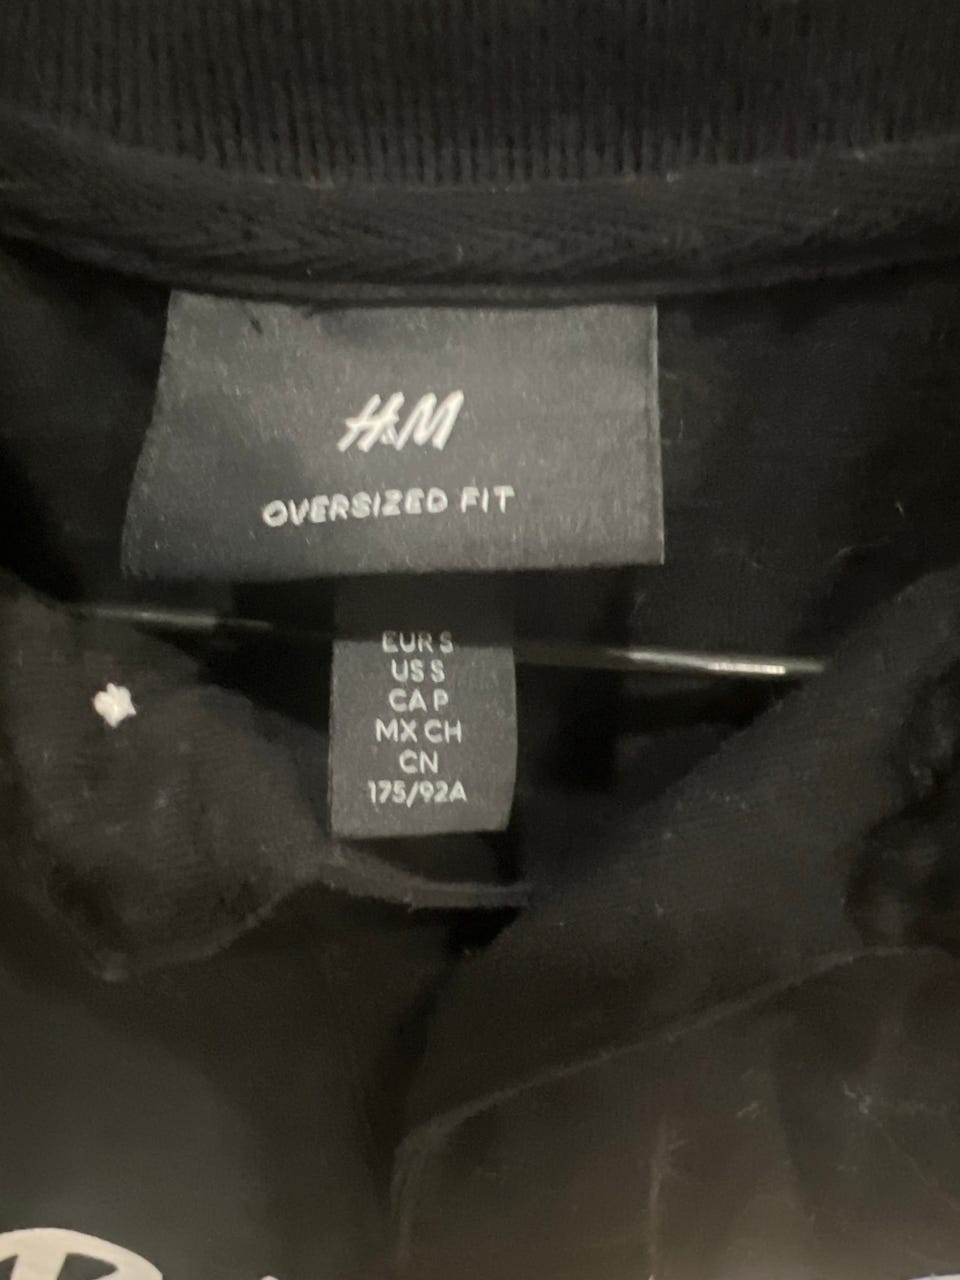 H&M
OVERSIZED FIT
EUR S
US S
CA P
MX CH
CN
175/92A